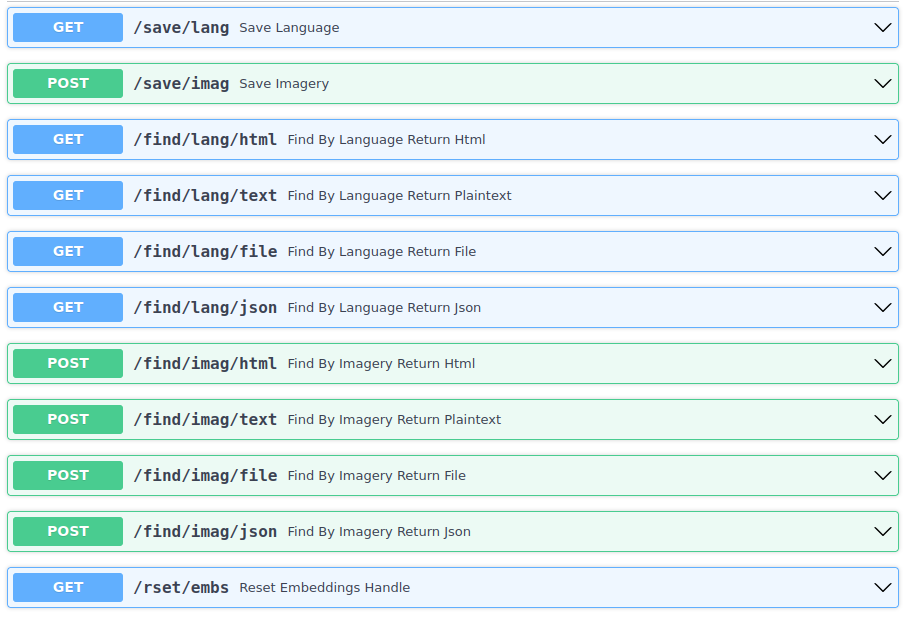 GET /save/lang Save Language
POST /save/imag Save Imagery
GET /find/lang/html Find By Language Return Html
GET /find/lang/text Find By Language Return Plaintext
GET /find/lang/file Find By Language Return File
GET /find/lang/json Find By Language Return Json
POST /find/imag/html Find By Imagery Return Html
POST /find/imag/text Find By Imagery Return Plaintext
POST /find/imag/file Find By Imagery Return File
POST /find/imag/json Find By Imagery Return Json
GET /rset/embs Reset Embeddings Handle